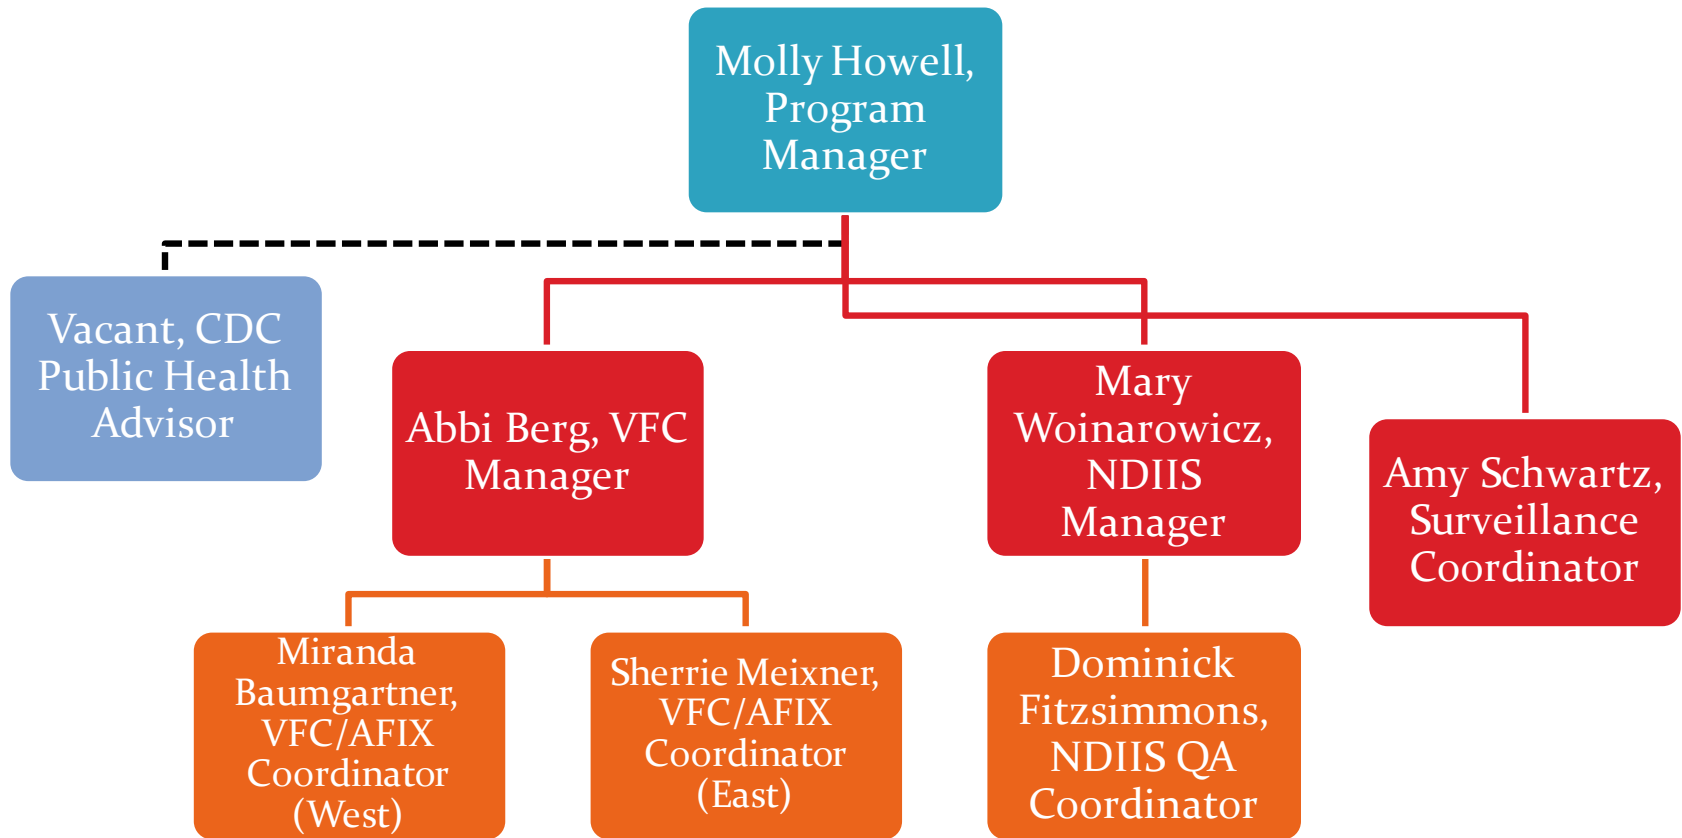 Molly Howell,
Program
Manager
Vacant, CDC
Public Health
Advisor
Abbi Berg, VFC
Manager
Mary
Woinarowicz,
NDIIS
Manager
Amy Schwartz,
Surveillance
Coordinator
Miranda
Baumgartner,
VFC/AFIX
Coordinator
(West)
Sherrie Meixner,
VFC/AFIX
Coordinator
(East)
Dominick
Fitzsimmons,
NDIIS QA
Coordinator